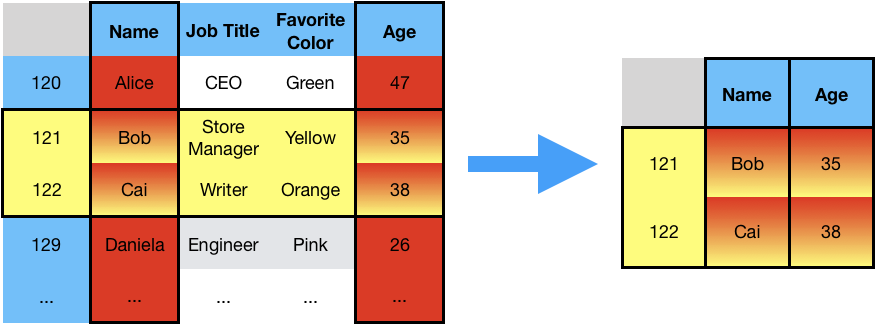 Name Job Title Favorite Color Age
120 Alice CEO Green 47
121 Bob Store Manager Yellow 35
122 Cai Writer Orange 38
129 Daniela Engineer Pink 26
... ... ... ... ...
Name Age
121 Bob 35
122 Cai 38